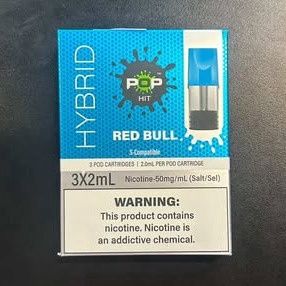 HYBRID
POP
HIT
RED BULL
S-Compatible
3 POD CARTRIDGES | 2.0mL PER POD CARTRIDGE
3X2mL
Nicotine-50mg/mL (Salt/Sel)
WARNING:
This product contains
nicotine. Nicotine is
an addictive chemical.